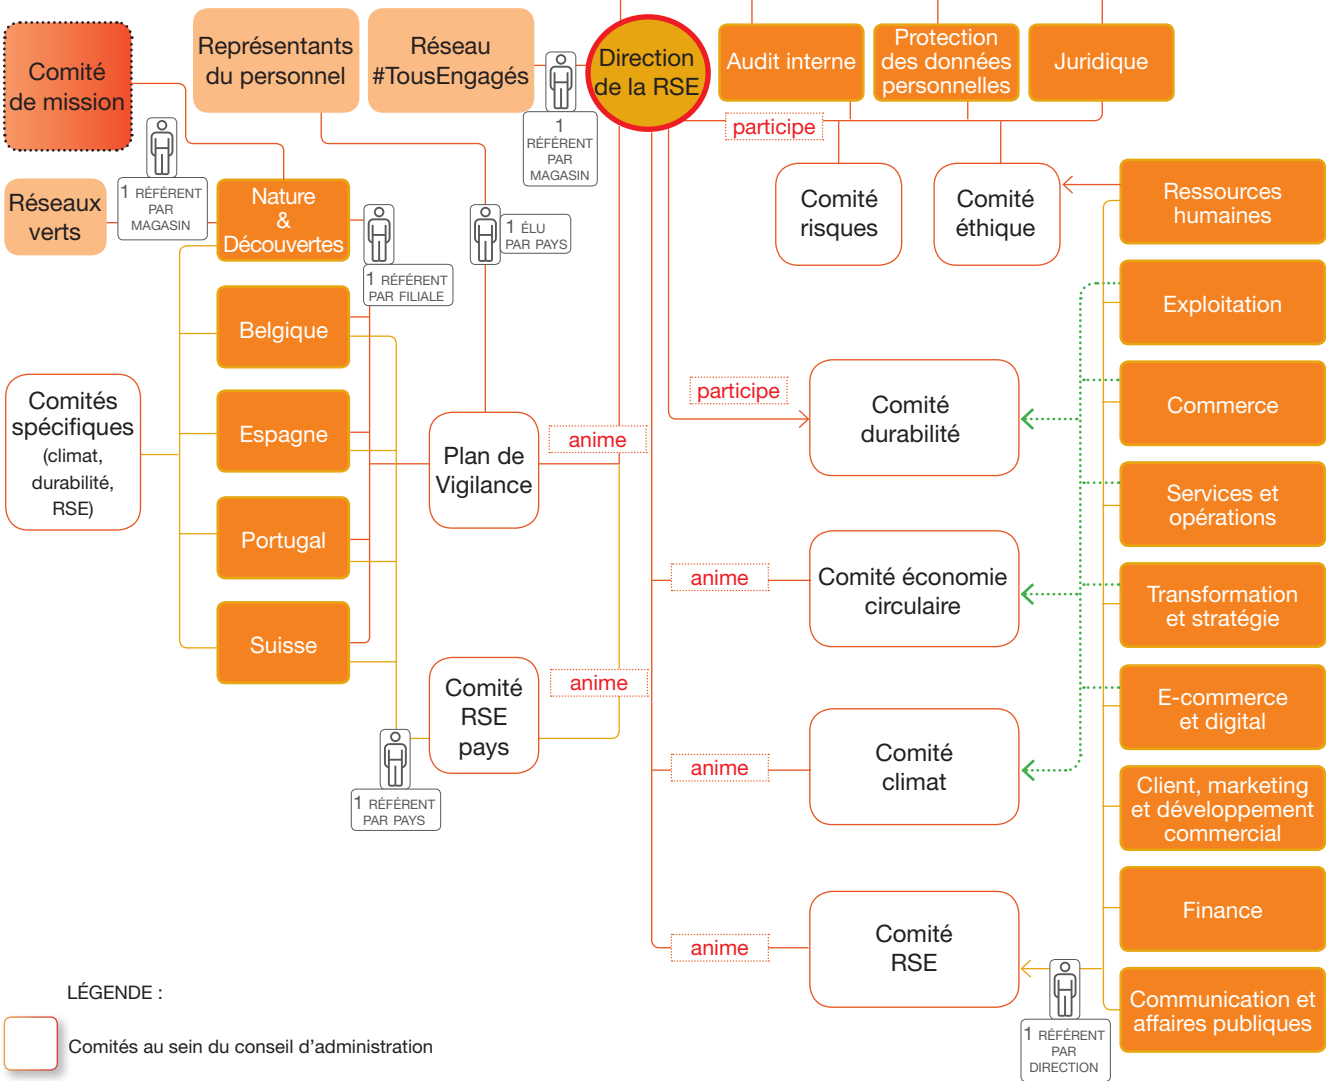 Comité
de mission
Représentants
du personnel
Réseau
#TousEngagés
Direction
de la RSE
Audit interne
Protection
des données
personnelles
Juridique
1 RÉFÉRENT
PAR
MAGASIN
1
RÉFÉRENT
PAR
MAGASIN
participe
Réseaux
verts
Nature
&
Découvertes
1 ÉLU
PAR PAYS
1 RÉFÉRENT
PAR FILIALE
Comité
risques
Comité
éthique
Ressources
humaines
Belgique
Exploitation
Comités
spécifiques
(climat,
durabilité,
RSE)
Espagne
Plan de
Vigilance
anime
participe
Comité
durabilité
Commerce
Services et
opérations
Portugal
anime
Comité économie
circulaire
Transformation
et stratégie
Suisse
Comité
RSE
pays
anime
E-commerce
et digital
1 RÉFÉRENT
PAR PAYS
anime
Comité
climat
Client, marketing
et développement
commercial
Finance
anime
Comité
RSE
Communication et
affaires publiques
1 RÉFÉRENT
PAR
DIRECTION
LÉGENDE :
Comités au sein du conseil d’administration